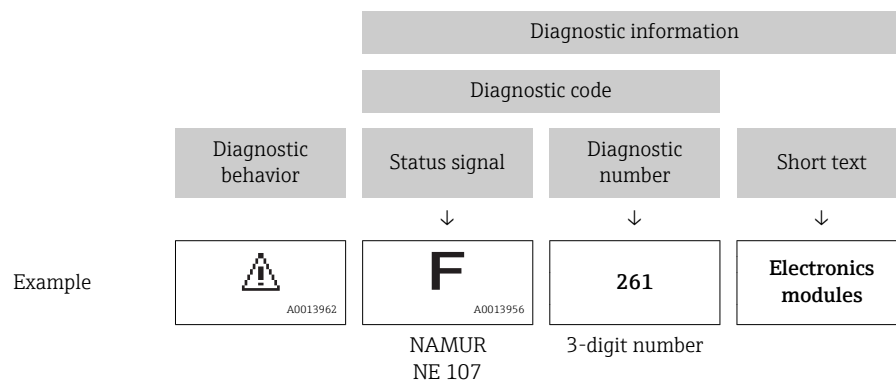 Diagnostic information
Diagnostic code
Diagnostic
behavior
Status signal
Diagnostic
number
Short text
↓
↓
↓
Example
A0013962
F
A0013956
261
Electronics
modules
NAMUR
NE 107
3-digit number